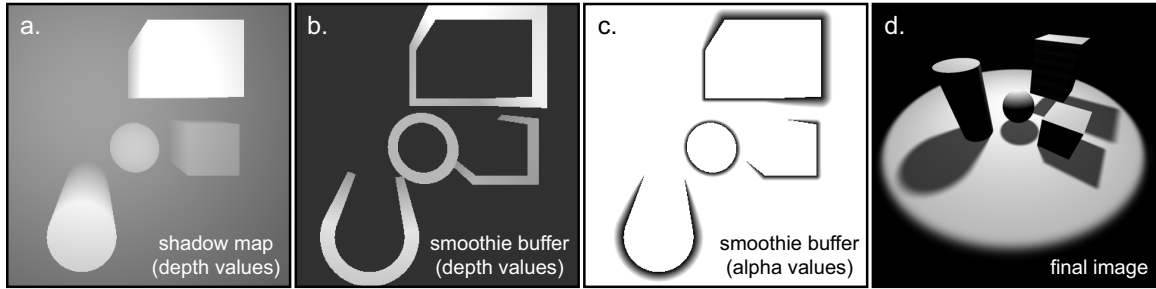 a.
shadow map
(depth values)
b.
smoothie buffer
(depth values)
c.
smoothie buffer
(alpha values)
d.
final image